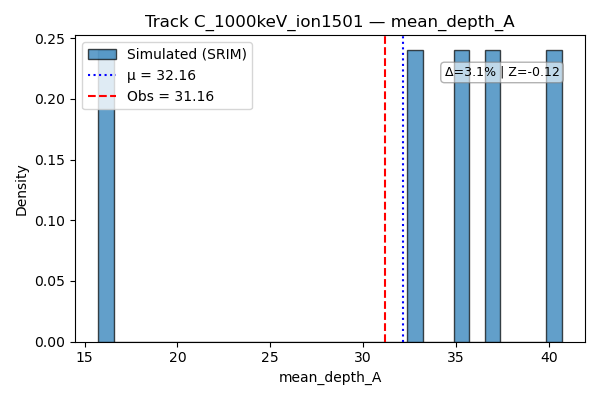 Track C_1000keV_ion1501 — mean_depth_A
Simulated (SRIM)
μ = 32.16
Obs = 31.16
Δ=3.1% | Z=-0.12
Density
0.25
0.20
0.15
0.10
0.05
0.00
15 20 25 30 35 40
mean_depth_A